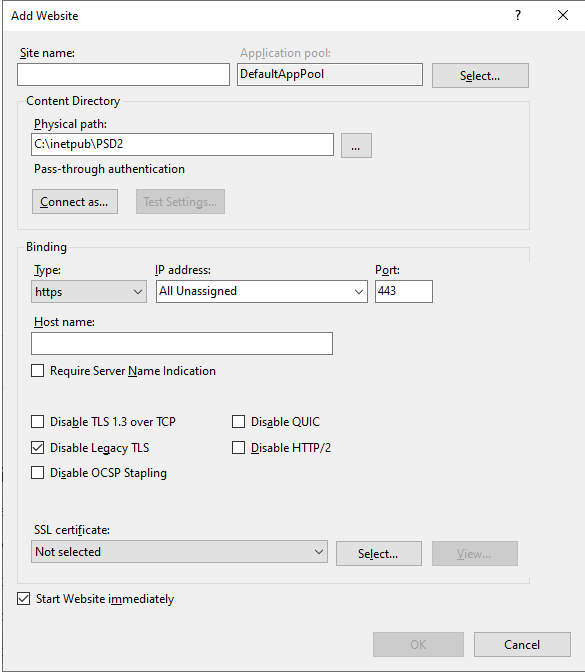 Add Website
?
Site name:
Application pool:
DefaultAppPool
Select...
Content Directory
Physical path:
C:\inetpub\PSD2
...
Pass-through authentication
Connect as...
Test Settings...
Binding
Type:
IP address:
Port:
https
All Unassigned
443
Host name:
Require Server Name Indication
Disable TLS 1.3 over TCP
Disable QUIC
Disable Legacy TLS
Disable HTTP/2
Disable OCSP Stapling
SSL certificate:
Not selected
Select...
View...
Start Website immediately
OK
Cancel